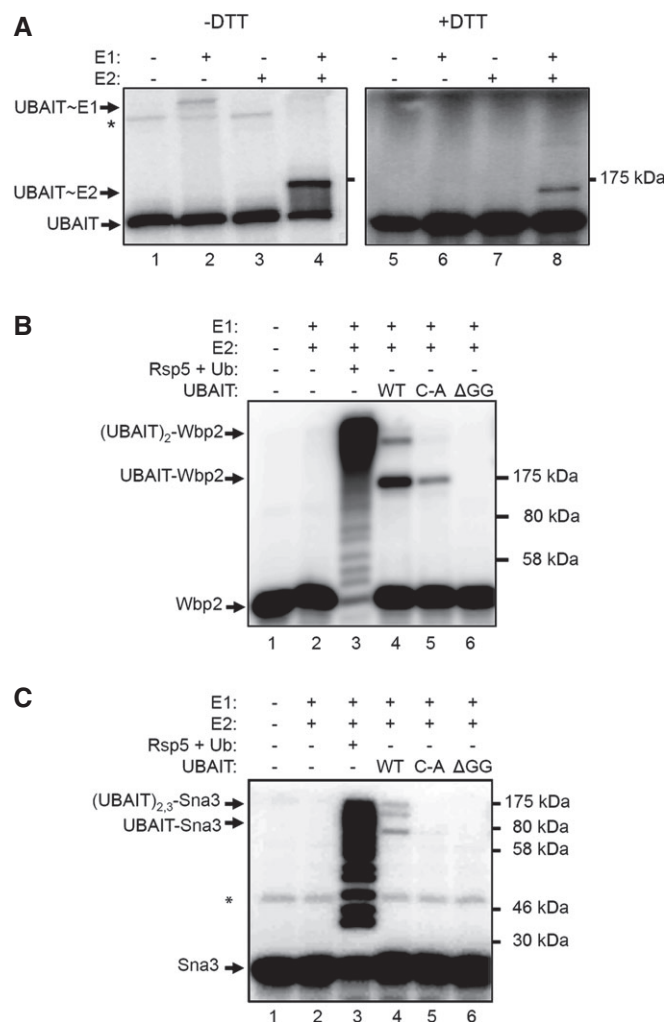 A
-DTT +DTT
E1: - + - + - + - +
E2: - - + + - - + +
UBAIT~E1
*
UBAIT~E2
UBAIT
175 kDa
1 2 3 4 5 6 7 8
B
E1: - + + + + +
E2: - + + + + +
Rsp5 + Ub: - - + - - -
UBAIT: - - - WT C-A ΔGG
(UBAIT)2-Wbp2
UBAIT-Wbp2
175 kDa
80 kDa
58 kDa
Wbp2
1 2 3 4 5 6
C
E1: - + + + + +
E2: - + + + + +
Rsp5 + Ub: - - + - - -
UBAIT: - - - WT C-A ΔGG
(UBAIT)2,3-Sna3
175 kDa
UBAIT-Sna3
80 kDa
58 kDa
*
46 kDa
30 kDa
Sna3
1 2 3 4 5 6